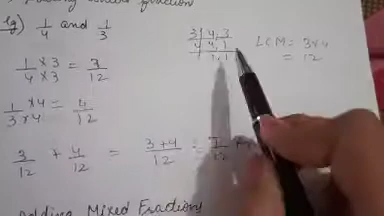 fraction
eg) 1/4 and 1/3
3 | 4, 3
4 | 4, 1
1, 1
LCM = 3×4
= 12
1×3/4×3 = 3/12
1×4/3×4 = 4/12
3/12 + 4/12 = 3+4/12 = 7/12
Adding Mixed Fractions